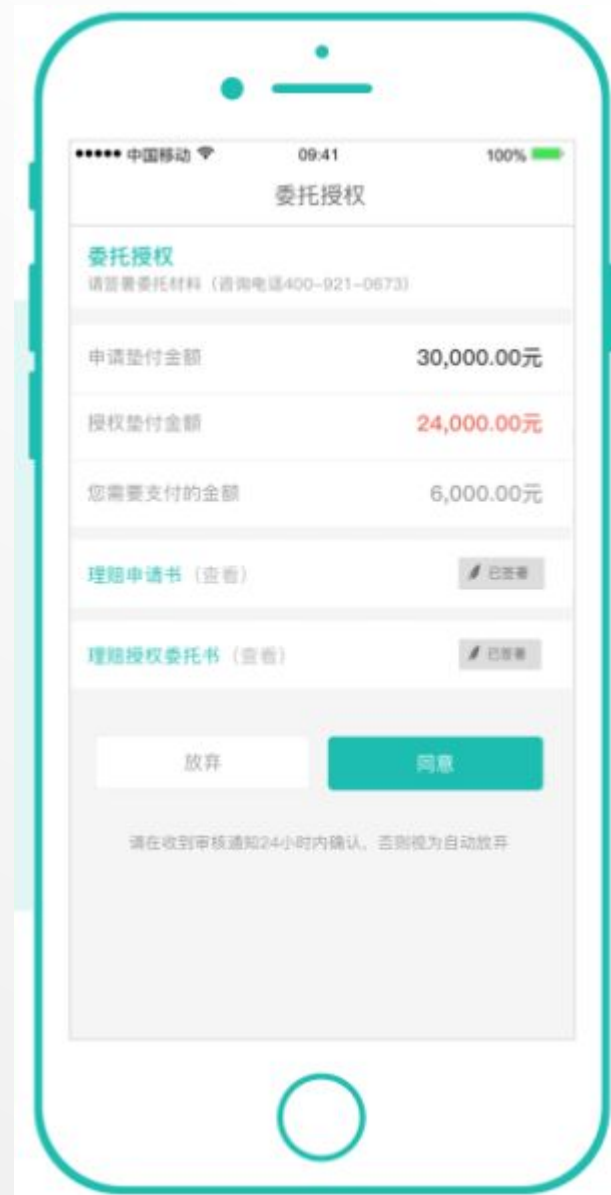 中国移动 09:41 100%
委托授权
委托授权
请签署委托材料（咨询电话400-921-0673）
申请垫付金额 30,000.00元
授权垫付金额 24,000.00元
您需要支付的金额 6,000.00元
理赔申请书（查看） 已签署
理赔授权委托书（查看） 已签署
放弃 同意
请在收到审核通知24小时内确认，否则视为自动放弃